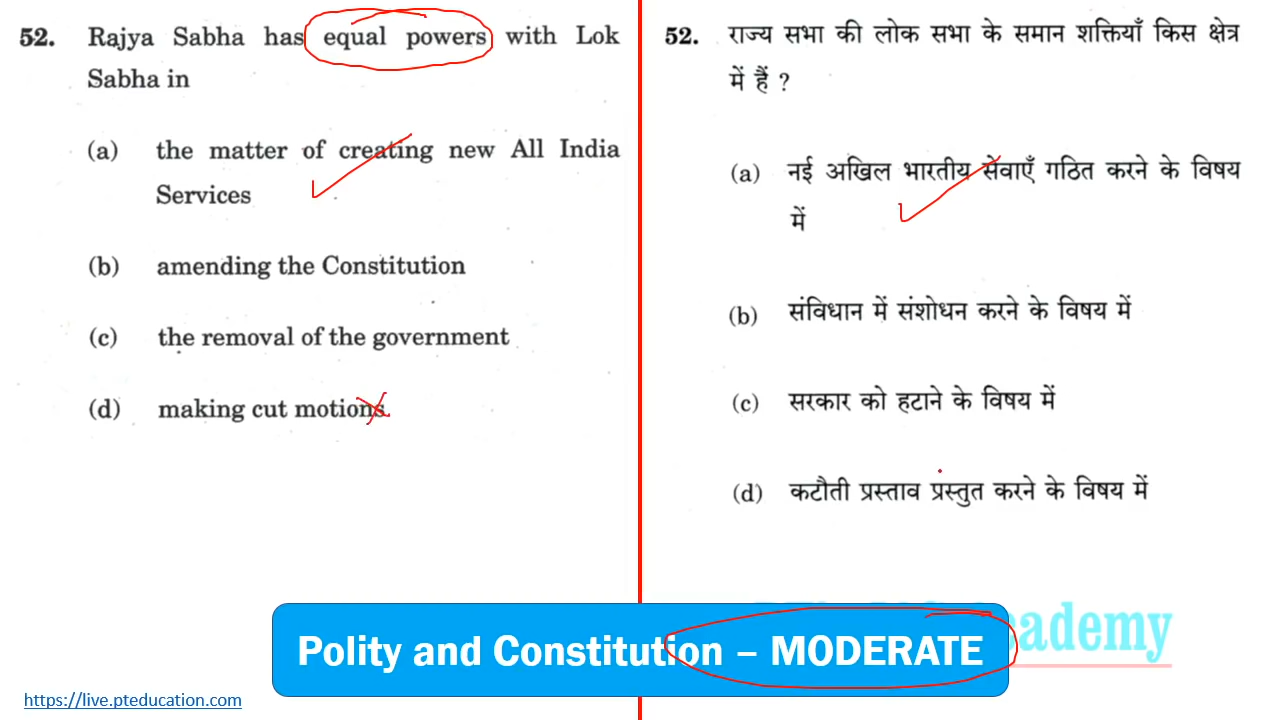 52. Rajya Sabha has equal powers with Lok
Sabha in
(a) the matter of creating new All India
Services
(b) amending the Constitution
(c) the removal of the government
(d) making cut motions.
52. राज्य सभा की लोक सभा के समान शक्तियाँ किस क्षेत्र
में हैं ?
(a) नई अखिल भारतीय सेवाएँ गठित करने के विषय
में
(b) संविधान में संशोधन करने के विषय में
(c) सरकार को हटाने के विषय में
(d) कटौती प्रस्ताव प्रस्तुत करने के विषय में
Polity and Constitution – MODERATE
https://live.pteducation.com